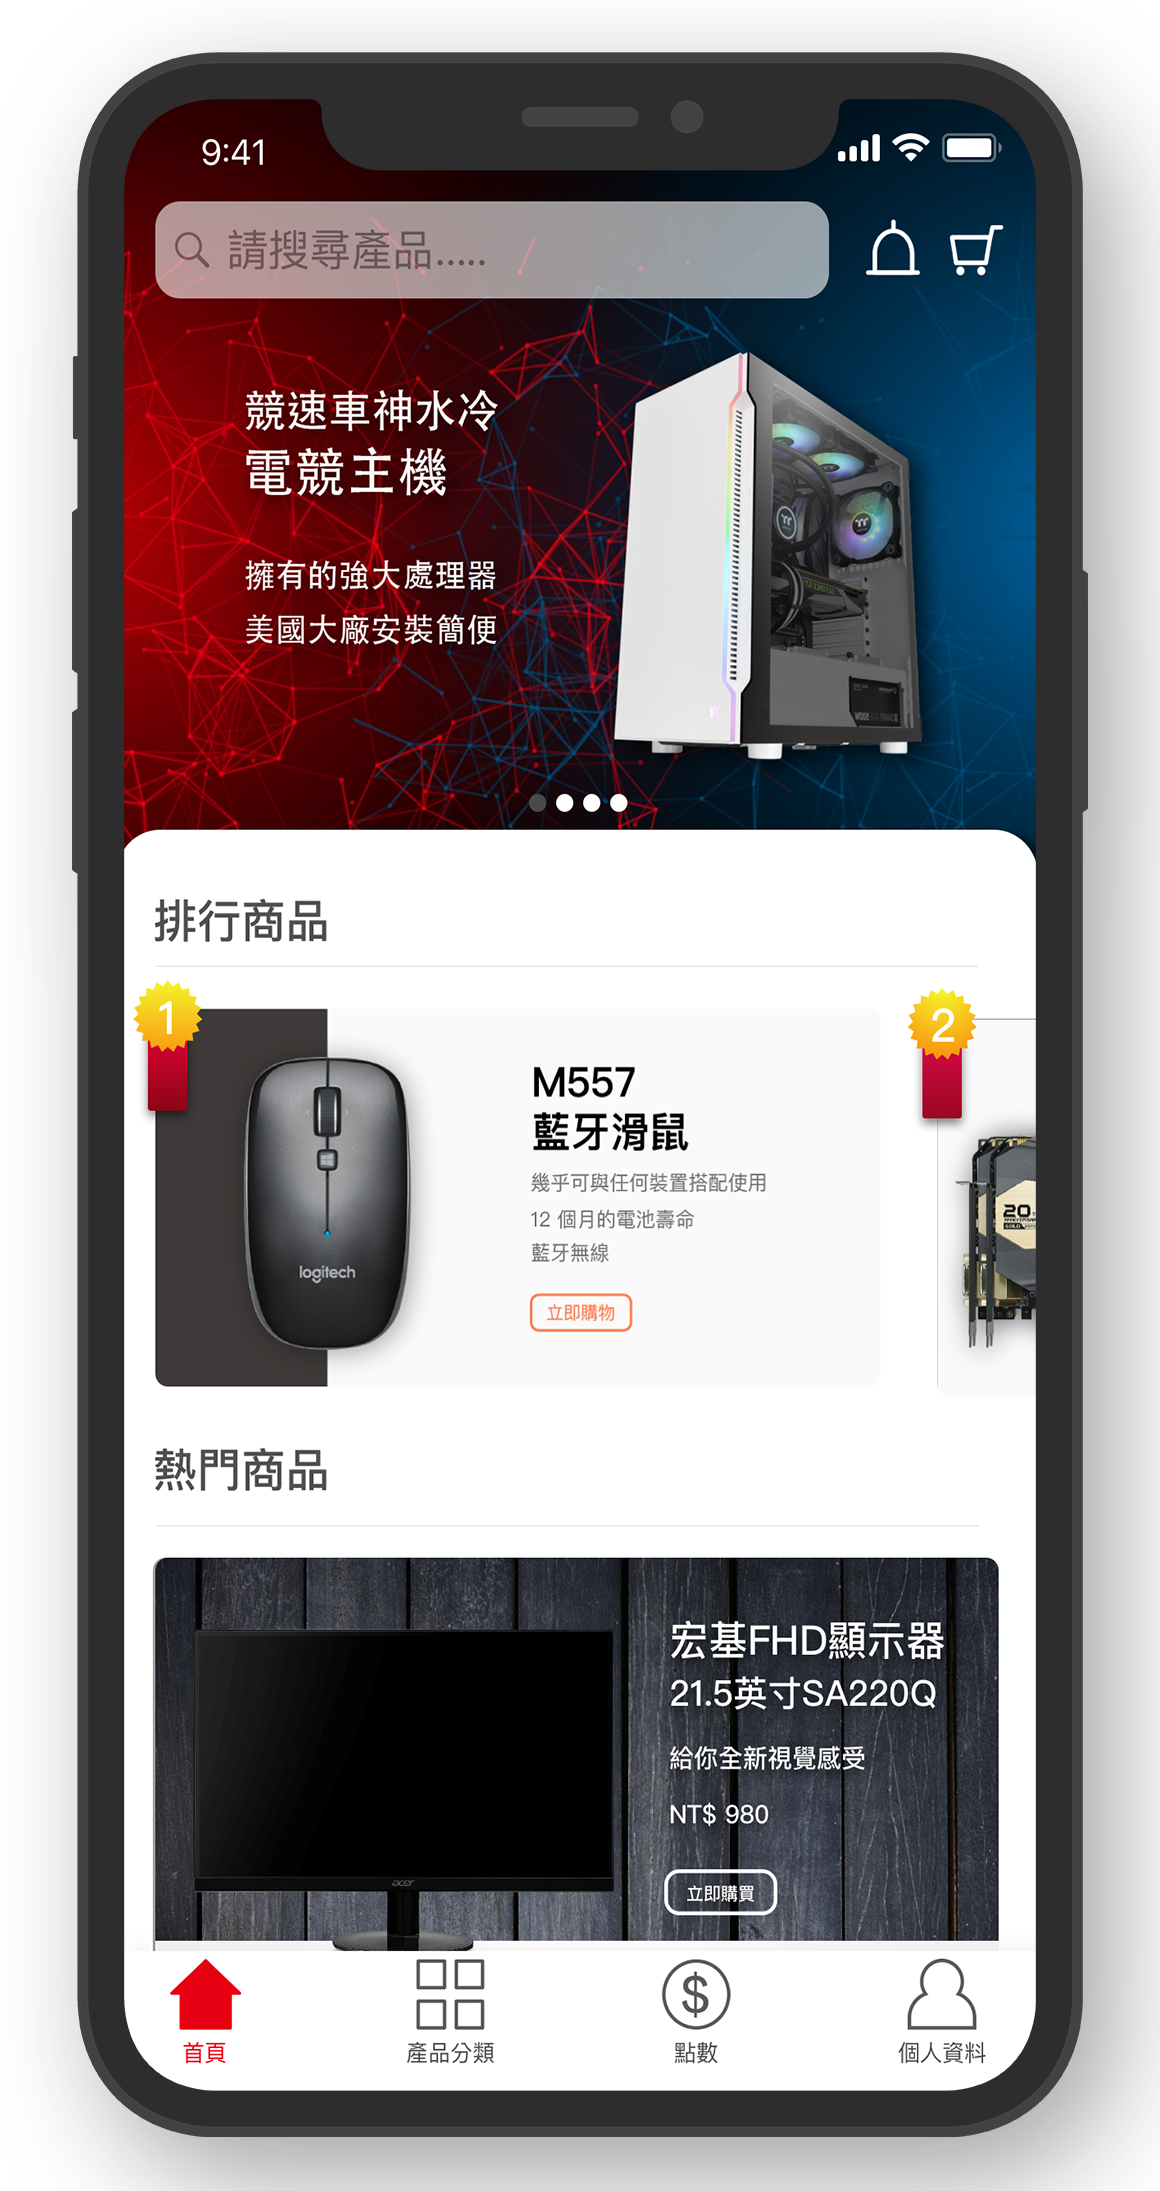 9:41
請搜尋產品.....
競速車神水冷
電競主機
擁有的強大處理器
美國大廠安裝簡便
排行商品
1
2
M557
藍牙滑鼠
幾乎可與任何裝置搭配使用
12 個月的電池壽命
藍牙無線
立即購物
logitech
20
熱門商品
宏基FHD顯示器
21.5英寸SA220Q
給你全新視覺感受
NT$ 980
立即購買
acer
首頁
產品分類
點數
個人資料